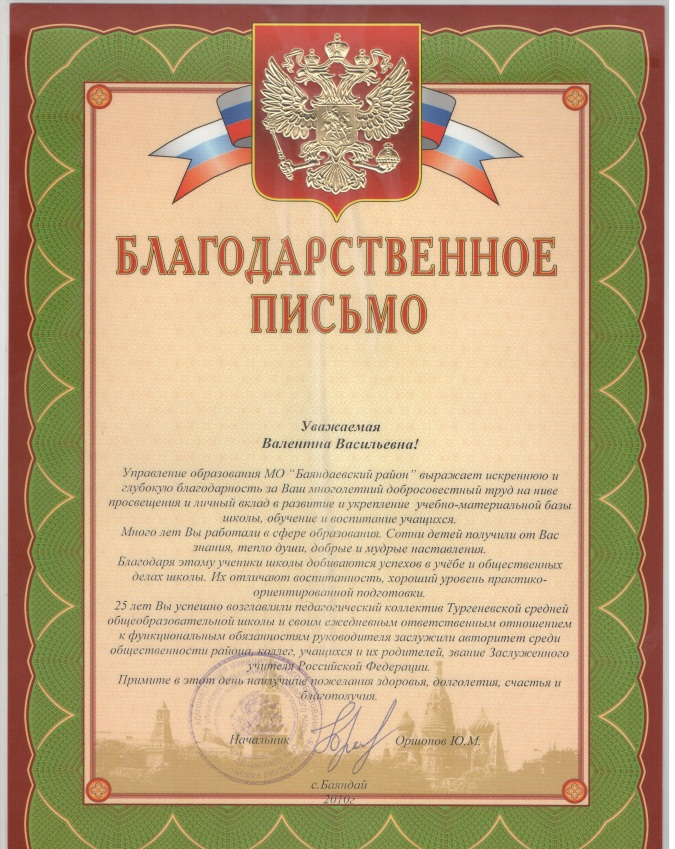 БЛАГОДАРСТВЕННОЕ
ПИСЬМО
Уважаемая
Валентна Васильевна!
Управление образования МО “Баяндаевский район” выражает искреннюю и
глубокую благодарность за Ваш многолетний добросовестный труд на ниве
просвещения и личный вклад в развитие и укрепление учебно-материальной базы
школы, обучение и воспитание учащихся.
Много лет Вы работали в сфере образования. Сотни детей получили от Вас
знания, тепло души, добрые и мудрые наставления.
Благодаря этому ученики школы добиваются успехов в учёбе и общественных
делах школы. Их отличают воспитанность, хороший уровень практико-
ориентированной подготовки.
25 лет Вы успешно возглавляли педагогический коллектив Тургеневской средней
общеобразовательной школы и своим ежедневным ответственным отношением
к функциональным обязанностям руководителя заслужили авторитет среди
общественности района, коллег, учащихся и их родителей, звание Заслуженного
учителя Российской Федерации.
Примите в этот день наилучшие пожелания здоровья, долголетия, счастья и
благополучия.
Начальник Оршонов Ю.М.
с.Баяндай
2010г